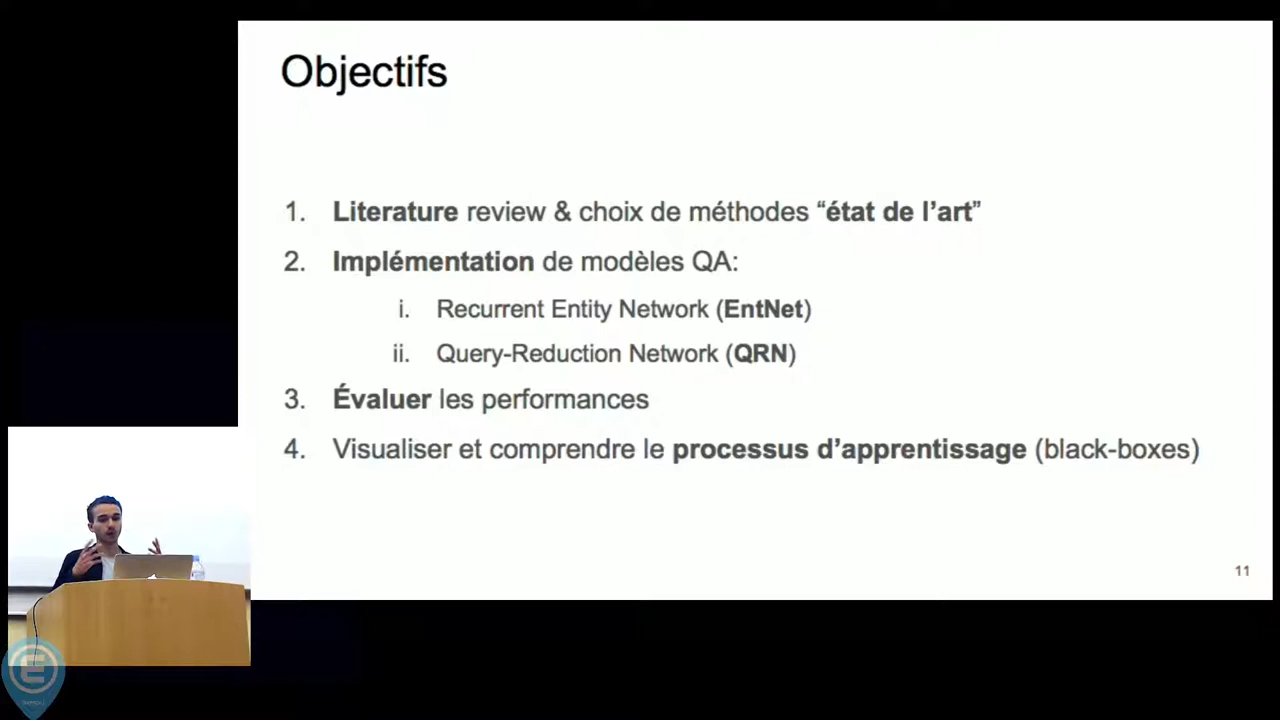 Objectifs
1. Literature review & choix de méthodes “état de l’art”
2. Implémentation de modèles QA:
i. Recurrent Entity Network (EntNet)
ii. Query-Reduction Network (QRN)
3. Évaluer les performances
4. Visualiser et comprendre le processus d’apprentissage (black-boxes)
11